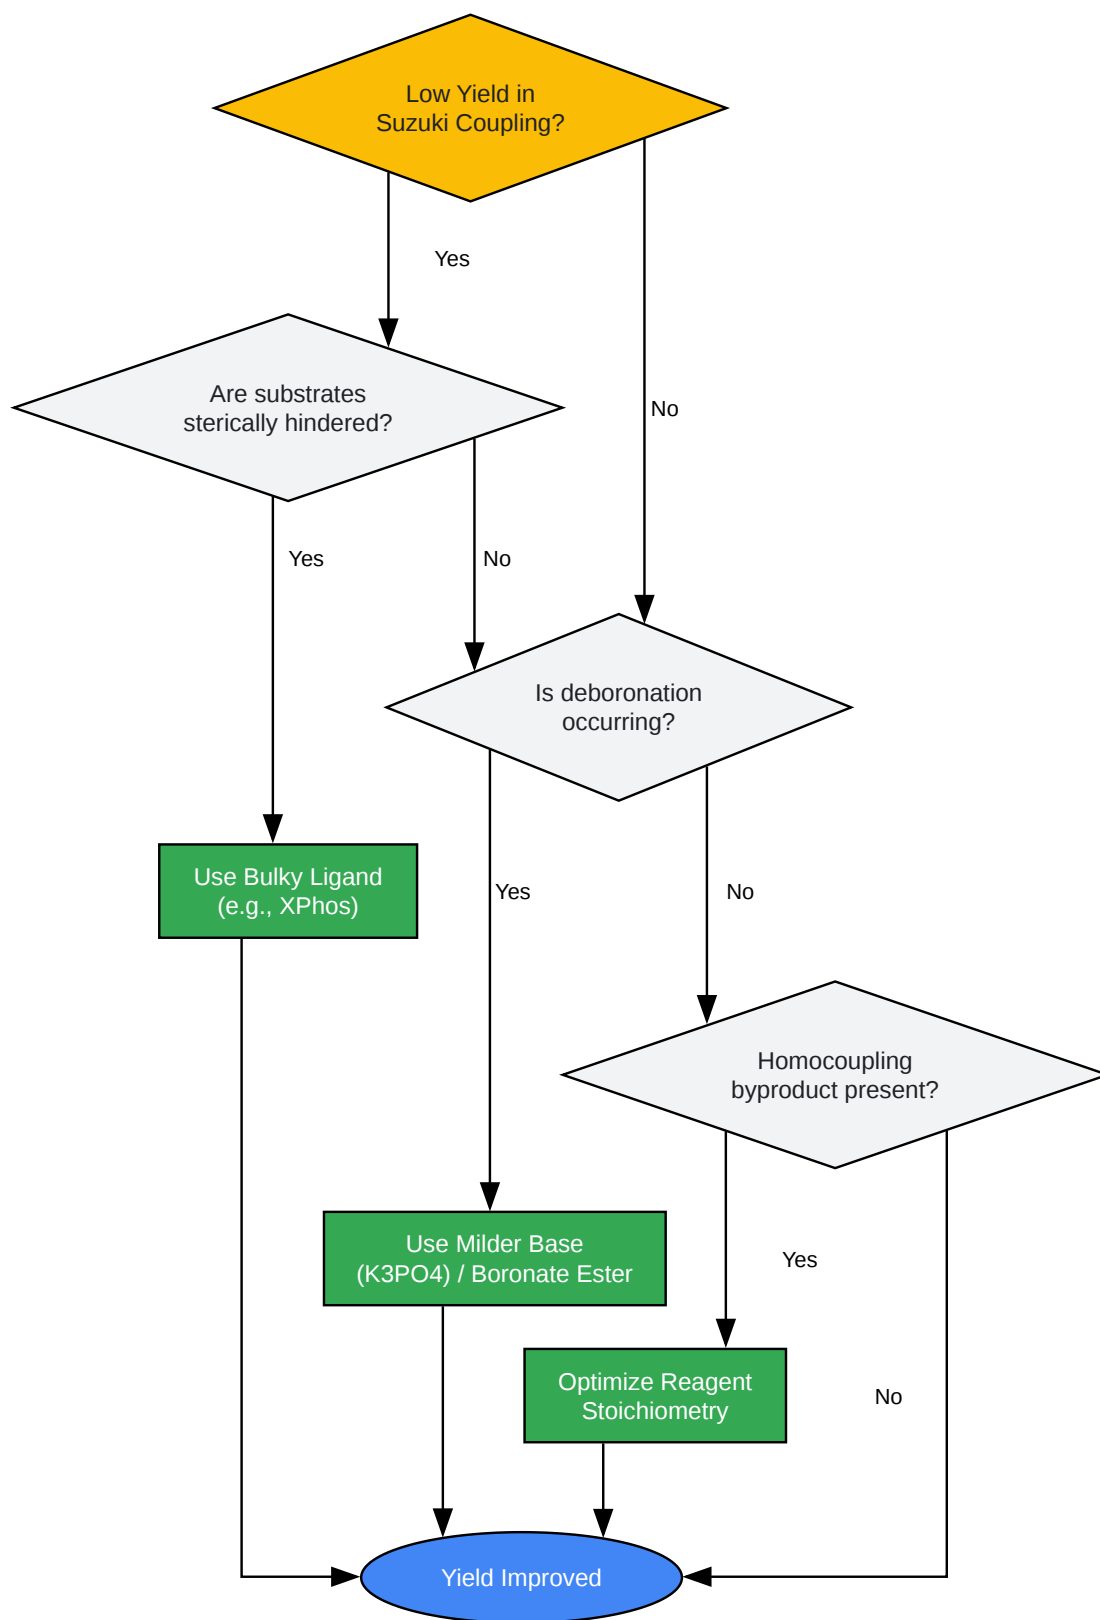 Low Yield in
Suzuki Coupling?
Yes
Are substrates
sterically hindered?
No
Yes
No
Is deboronation
occurring?
Use Bulky Ligand
(e.g., XPhos)
Yes
No
Homocoupling
byproduct present?
Use Milder Base
(K3PO4) / Boronate Ester
Yes
Optimize Reagent
Stoichiometry
No
Yield Improved